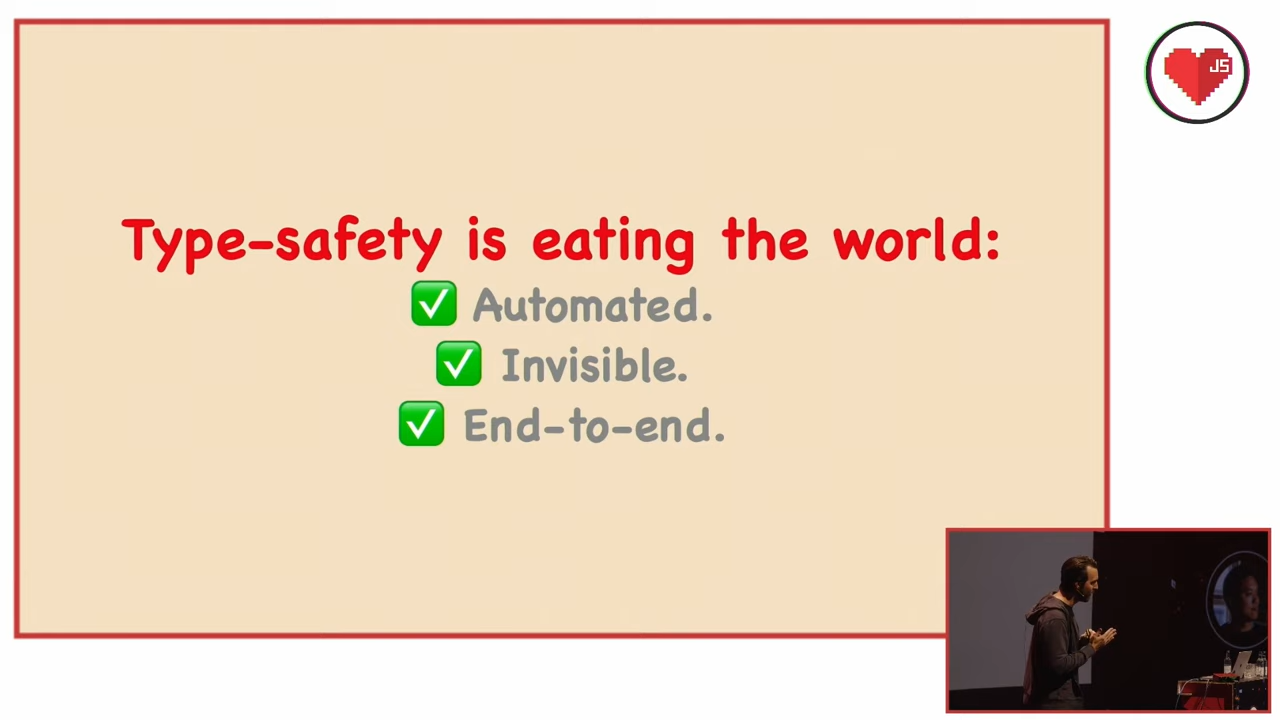 JS
Type-safety is eating the world:
✅ Automated.
✅ Invisible.
✅ End-to-end.